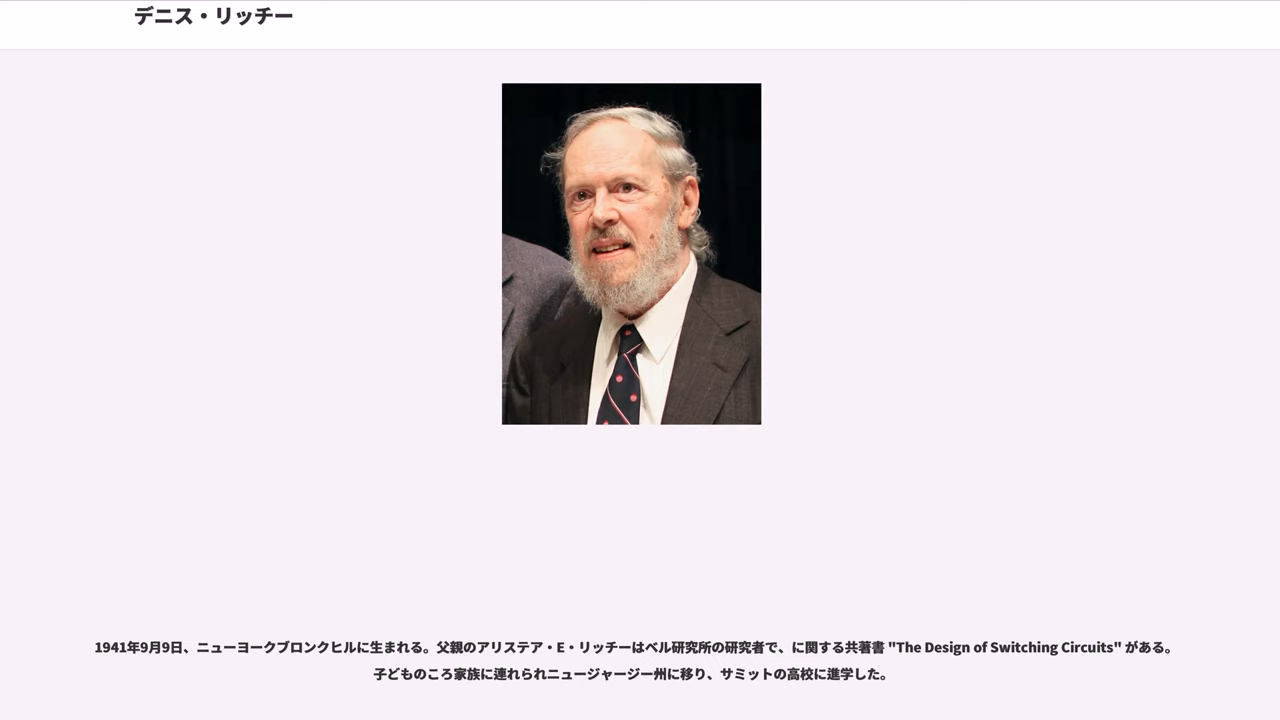 デニス・リッチー
1941年9月9日、ニューヨークブロンクヒルに生まれる。父親のアリステア・E・リッチーはベル研究所の研究者で、に関する共著書 "The Design of Switching Circuits" がある。
子どものころ家族に連れられニュージャージー州に移り、サミットの高校に進学した。